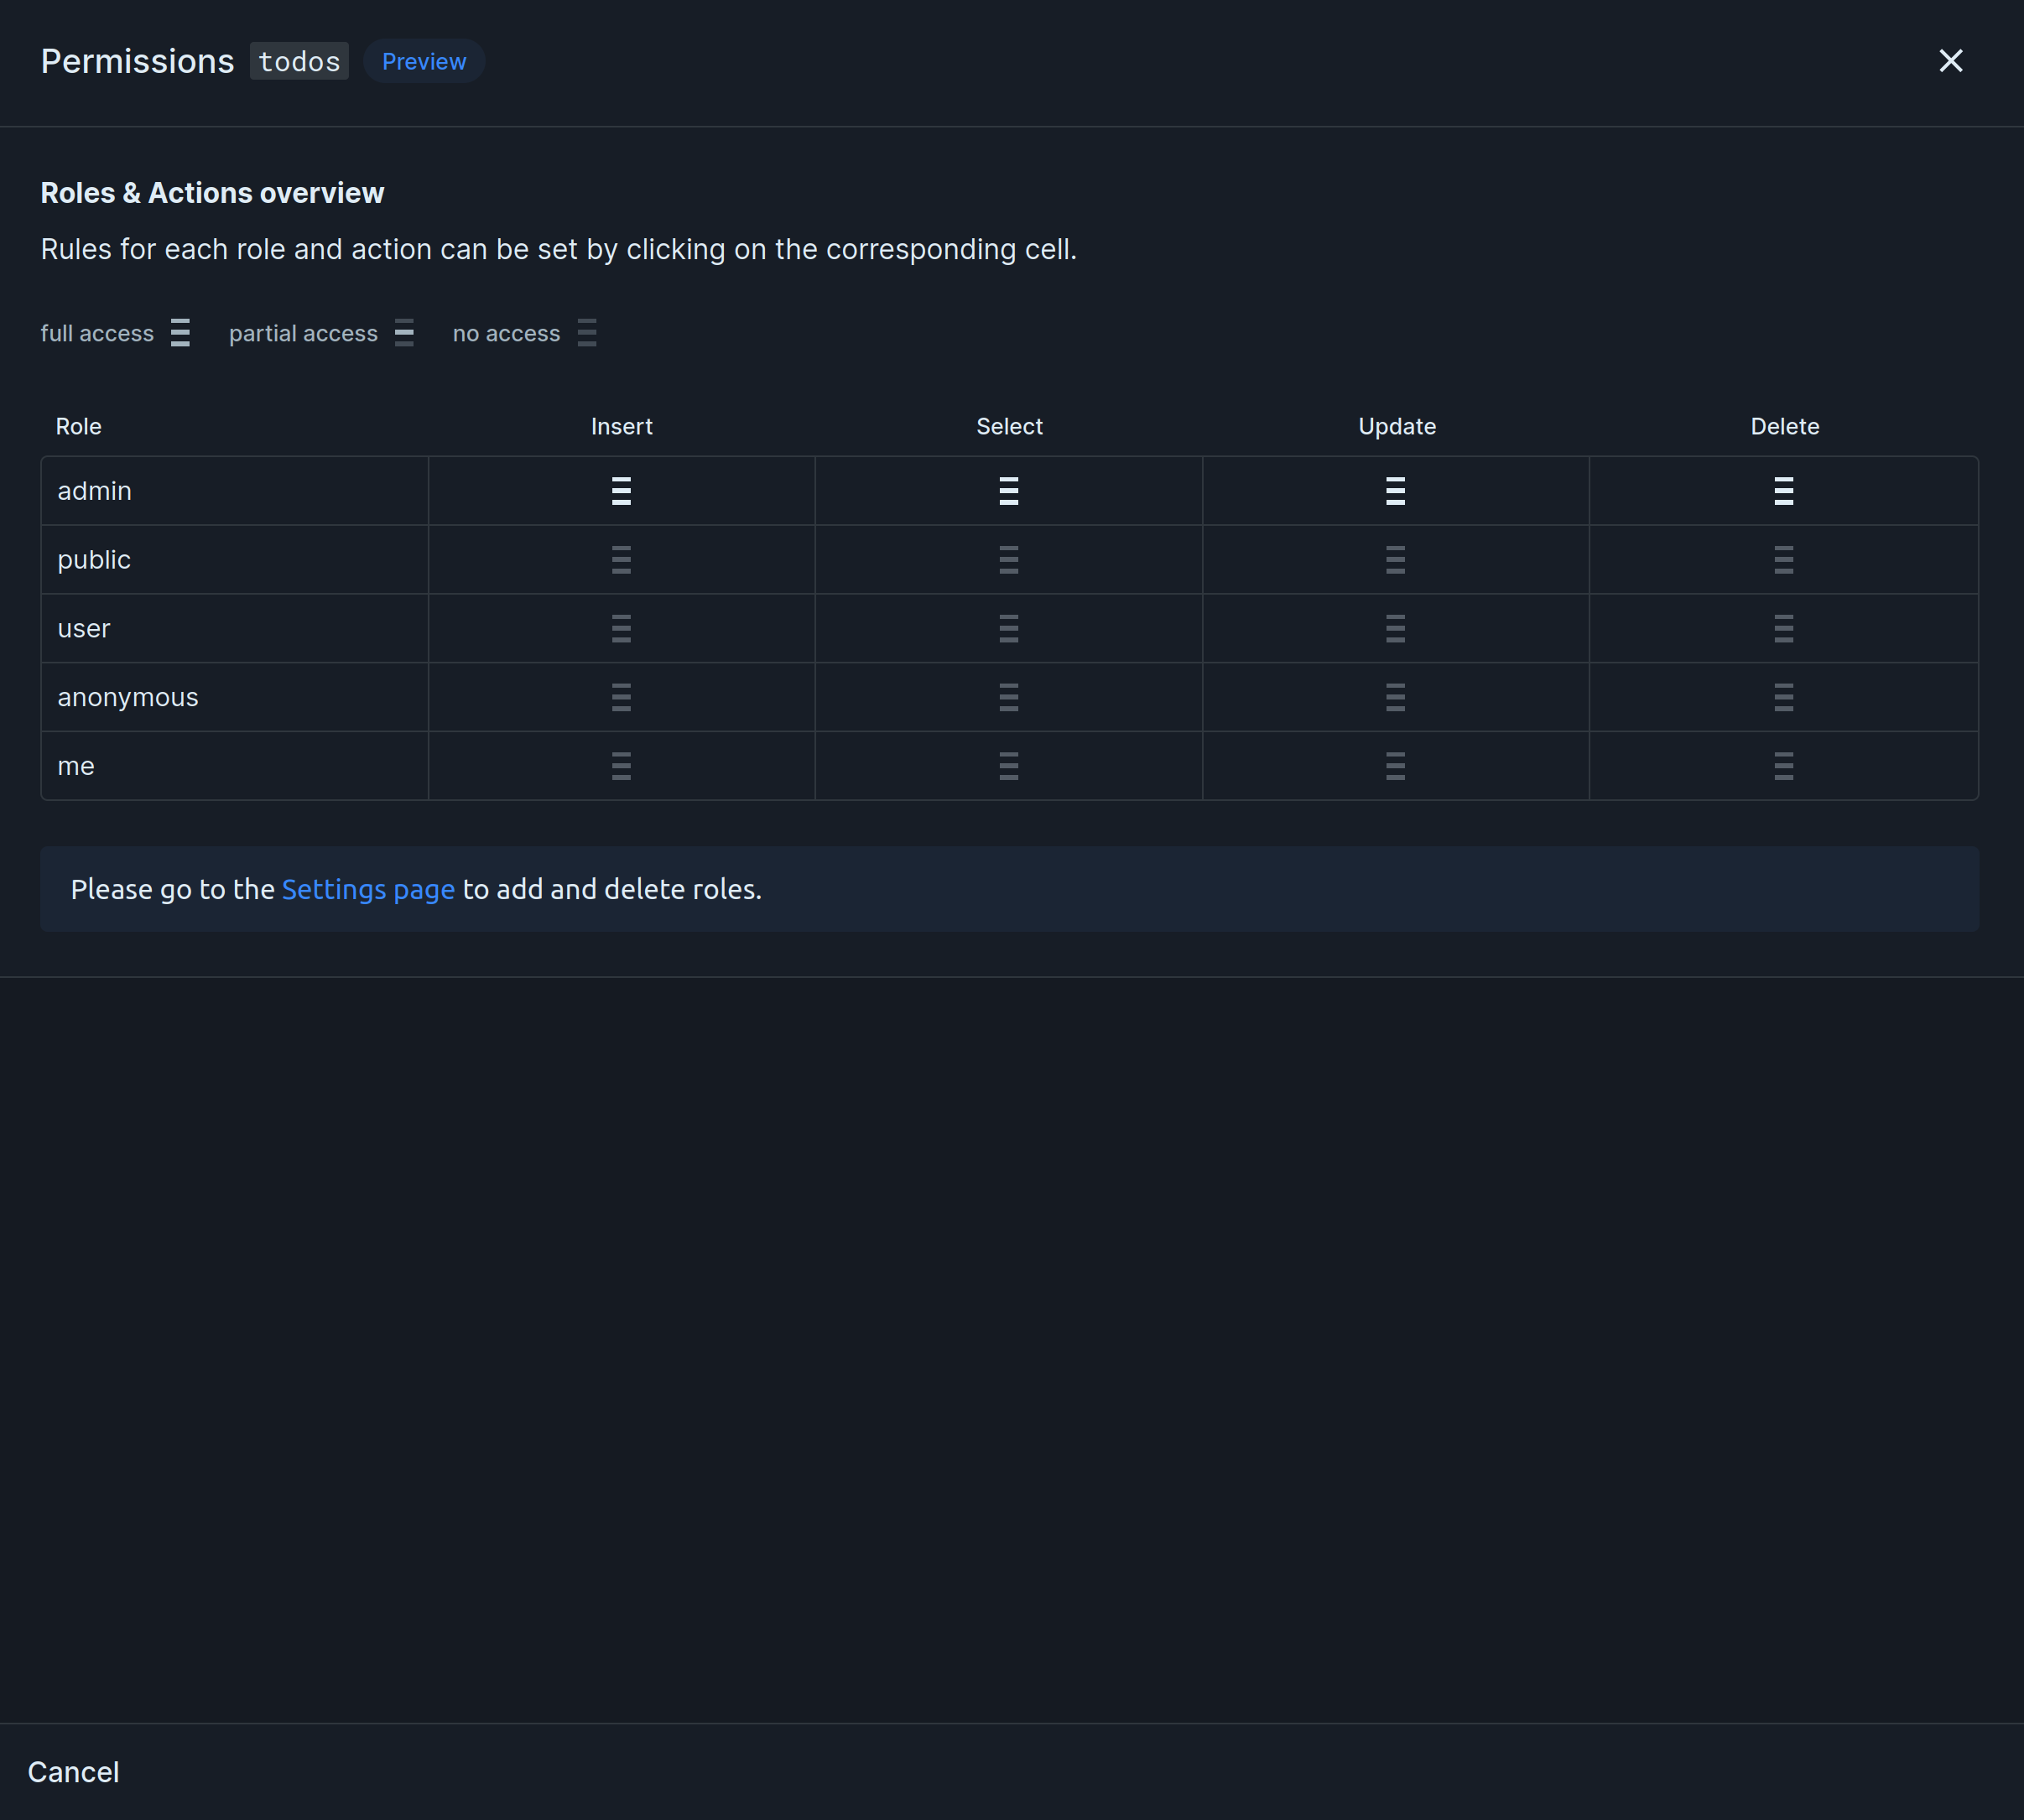 Permissions todos Preview
Roles & Actions overview
Rules for each role and action can be set by clicking on the corresponding cell.
full access partial access no access
Role Insert Select Update Delete
admin
public
user
anonymous
me
Please go to the Settings page to add and delete roles.
Cancel